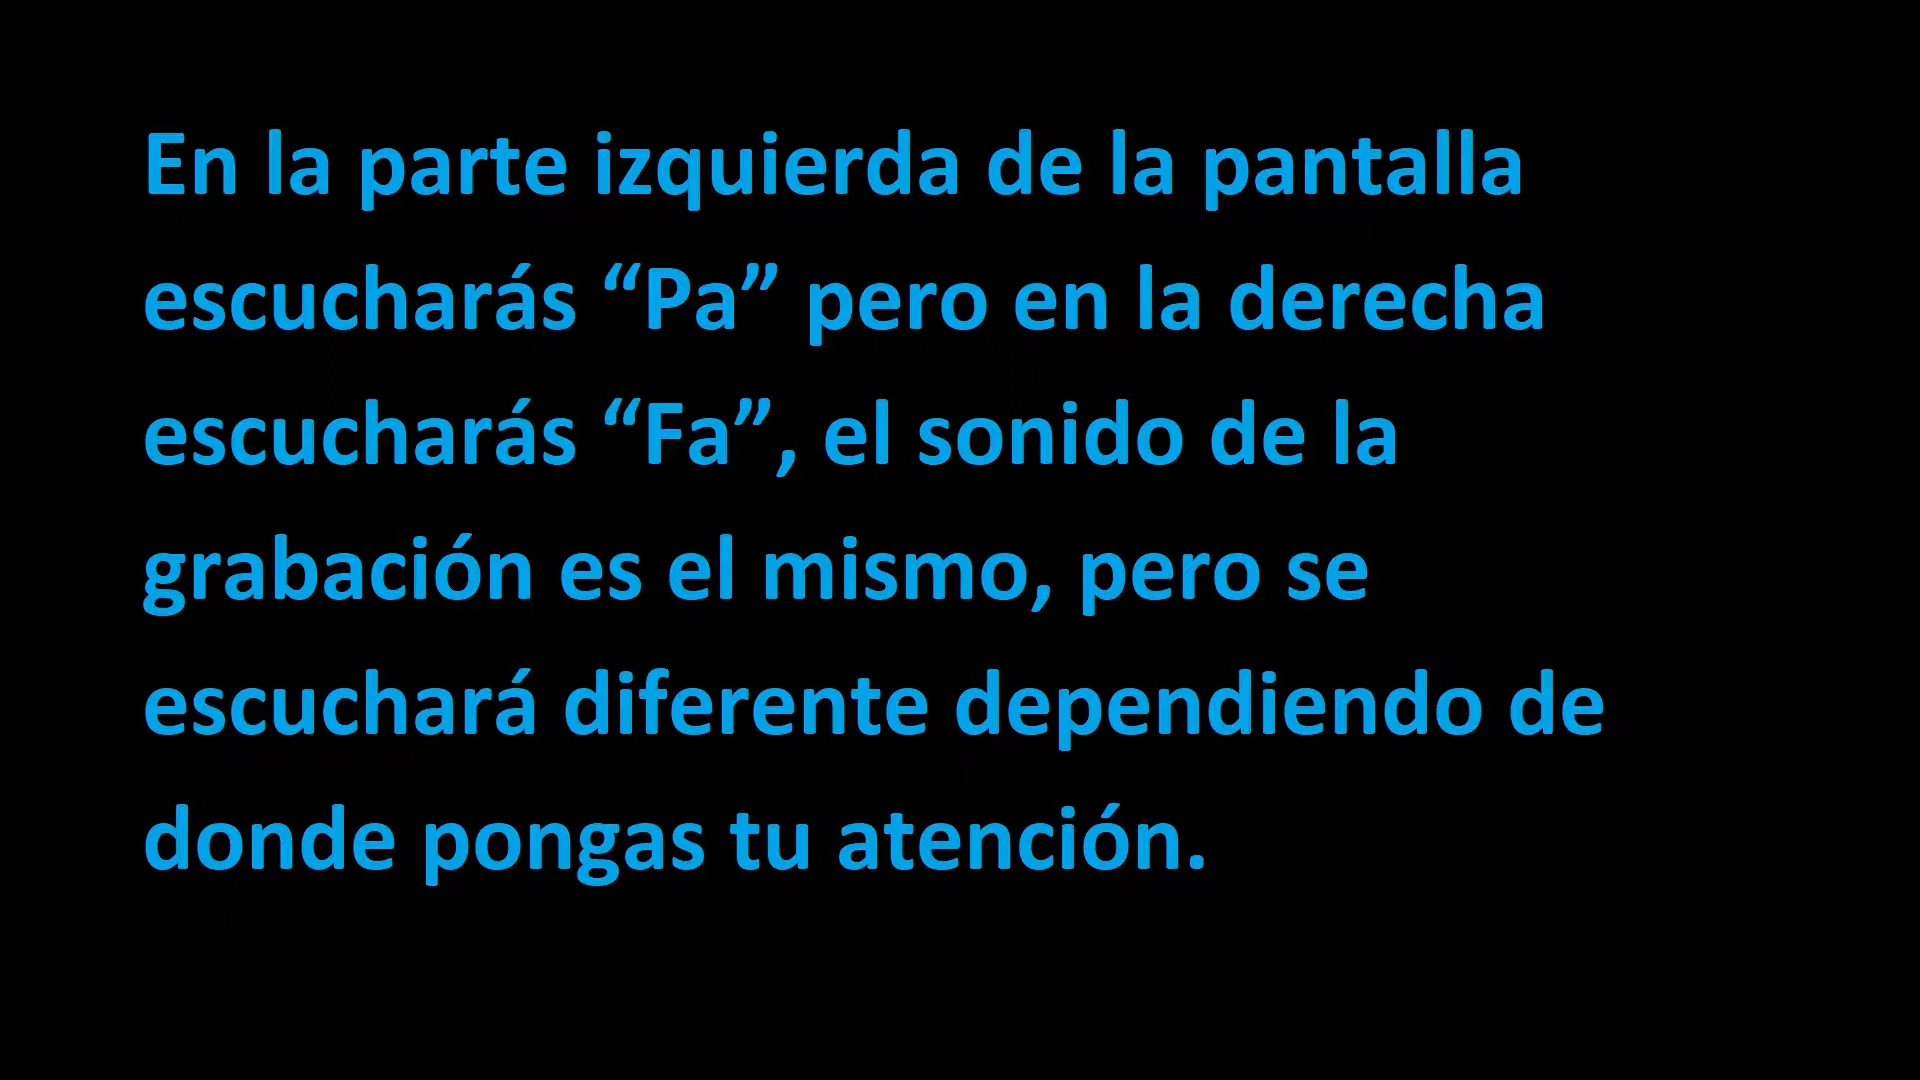 En la parte izquierda de la pantalla
escucharás “Pa” pero en la derecha
escucharás “Fa”, el sonido de la
grabación es el mismo, pero se
escuchará diferente dependiendo de
donde pongas tu atención.